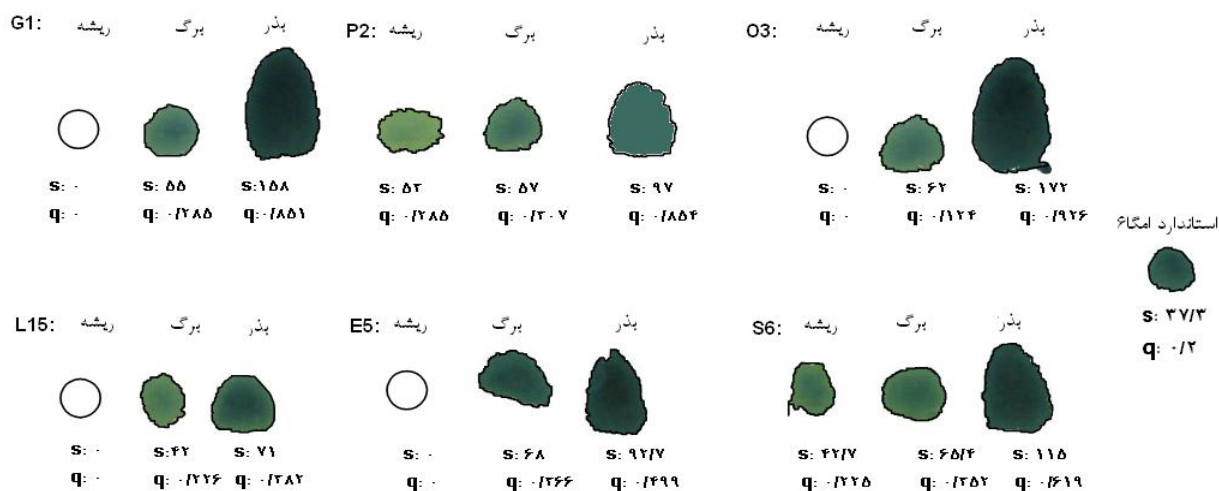 G1: ریشه برگ بذر
s: ۰ s: ۵۵ s:۱۵۸
q: ۰ q: ۰/۲۸۵ q:۰/۸۵۱
P2: ریشه برگ بذر
s: ۵۳ s: ۵۷ s: ۹۷
q: ۰/۲۸۵ q: ۰/۳۰۷ q: ۰/۸۵۴
O3: ریشه برگ بذر
s: ۰ s: ۶۲ s: ۱۷۲
q: ۰ q: ۰/۱۲۴ q: ۰/۹۲۶
استاندارد امگا۶
s: ۳۷/۳
q: ۰/۲
L15: ریشه برگ بذر
s: ۰ s:۴۲ s: ۷۱
q: ۰ q: ۰/۲۲۶ q: ۰/۳۸۲
E5: ریشه برگ بذر
s: ۰ s: ۶۸ s: ۹۲/۷
q: ۰ q: ۰/۳۶۶ q: ۰/۴۹۹
S6: ریشه برگ بذر
s: ۴۲/۷ s: ۶۵/۴ s: ۱۱۵
q: ۰/۲۲۵ q: ۰/۳۵۲ q: ۰/۶۱۹